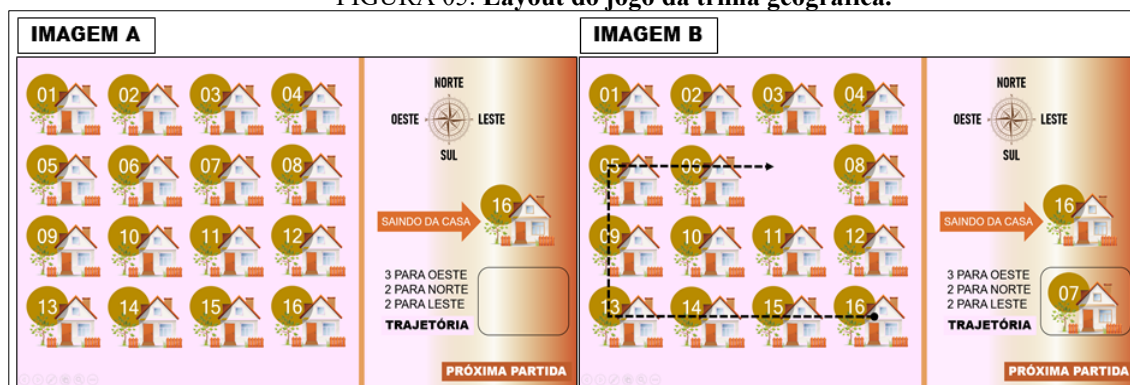 FIGURA 03. Layout do jogo da trilha geográfica.
IMAGEM A
01 02 03 04
05 06 07 08
09 10 11 12
13 14 15 16
NORTE
OESTE LESTE
SUL
SAINDO DA CASA 16
3 PARA OESTE
2 PARA NORTE
2 PARA LESTE
TRAJETÓRIA
PRÓXIMA PARTIDA
IMAGEM B
01 02 03 04
05 06 08
09 10 11 12
13 14 15 16
NORTE
OESTE LESTE
SUL
SAINDO DA CASA 16
3 PARA OESTE
2 PARA NORTE
2 PARA LESTE
07
TRAJETÓRIA
PRÓXIMA PARTIDA